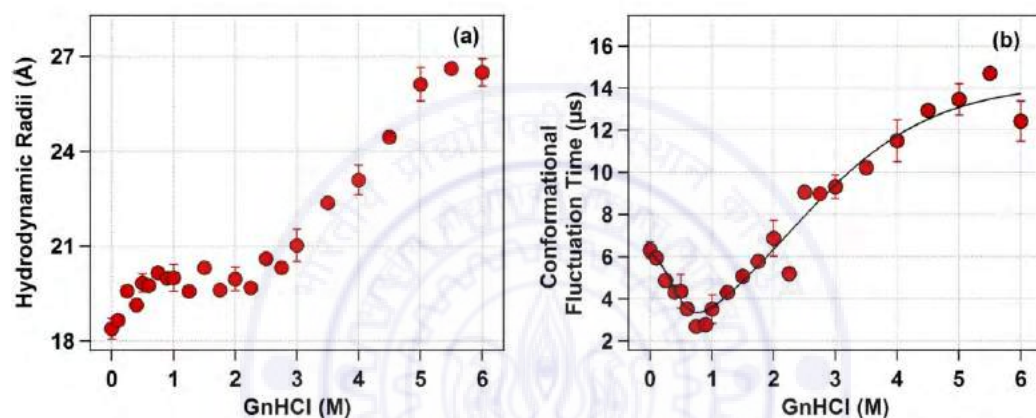 (a)
Hydrodynamic Radii (Å)
27
24
21
18
0 1 2 3 4 5 6
GnHCl (M)
(b)
Conformational
Fluctuation Time (μs)
16
14
12
10
8
6
4
2
0 1 2 3 4 5 6
GnHCl (M)